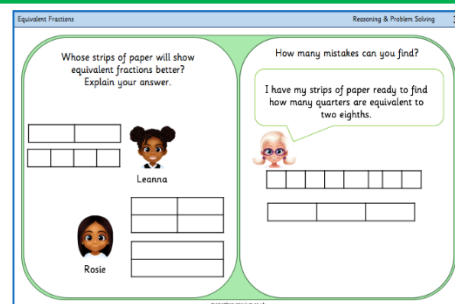 Equivalent Fractions
Reasoning & Problem Solving
Whose strips of paper will show
equivalent fractions better?
Explain your answer.
Leanna
Rosie
How many mistakes can you find?
I have my strips of paper ready to find
how many quarters are equivalent to
two eighths.